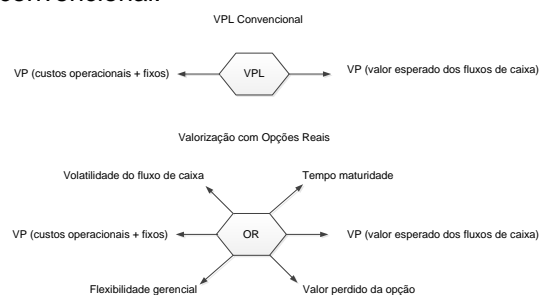 convencional.
VPL Convencional
VP (custos operacionais + fixos)
VPL
VP (valor esperado dos fluxos de caixa)
Valorização com Opções Reais
Volatilidade do fluxo de caixa
Tempo maturidade
VP (custos operacionais + fixos)
OR
VP (valor esperado dos fluxos de caixa)
Flexibilidade gerencial
Valor perdido da opção